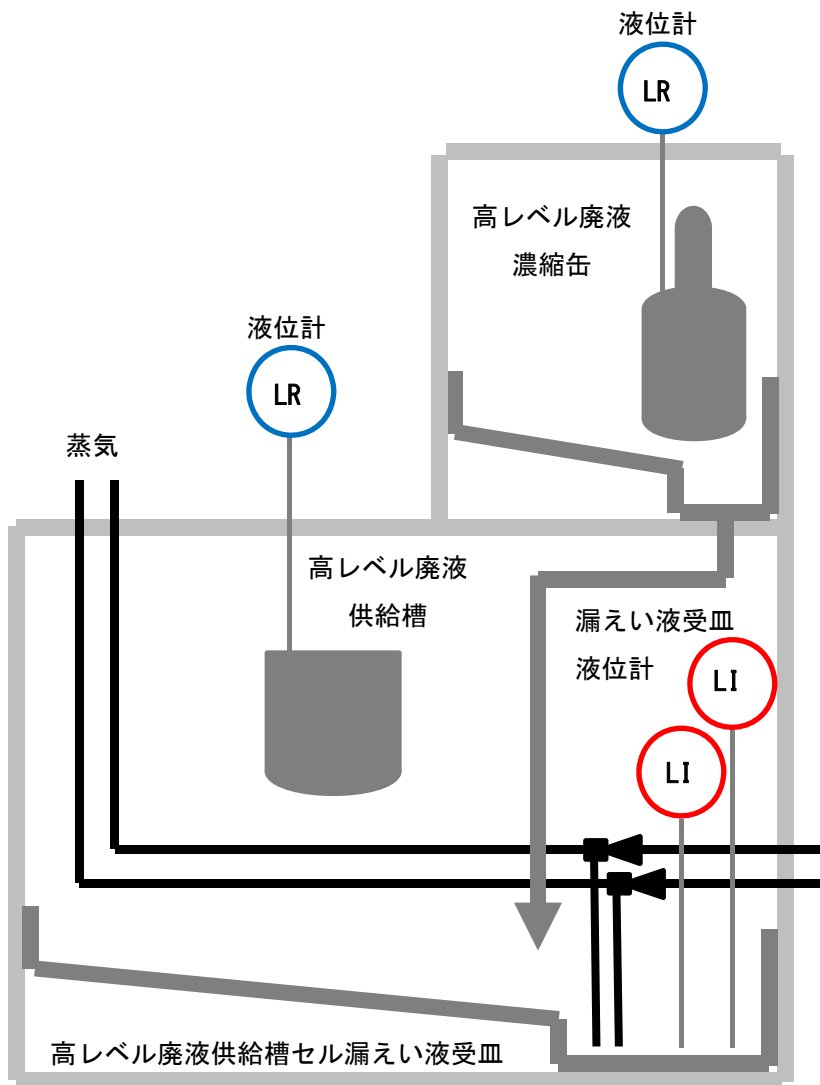 液位計
LR
高レベル廃液
濃縮缶
液位計
LR
蒸気
高レベル廃液
供給槽
漏えい液受皿
液位計
LI
LI
高レベル廃液供給槽セル漏えい液受皿